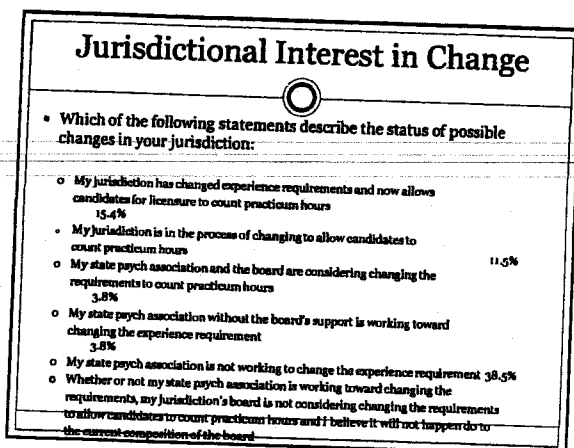 Jurisdictional Interest in Change
• Which of the following statements describe the status of possible
changes in your jurisdiction:
o My jurisdiction has changed experience requirements and now allows
candidates for licensure to count practicum hours
15.4%
o My jurisdiction is in the process of changing to allow candidates to
count practicum hours 11.5%
o My state psych association and the board are considering changing the
requirements to count practicum hours
3.8%
o My state psych association without the board's support is working toward
changing the experience requirement
3.8%
o My state psych association is not working to change the experience requirement 38.5%
o Whether or not my state psych association is working toward changing the
requirements, my jurisdiction's board is not considering changing the requirements
to allow candidates to count practicum hours and I believe it will not happen do to
the current composition of the board